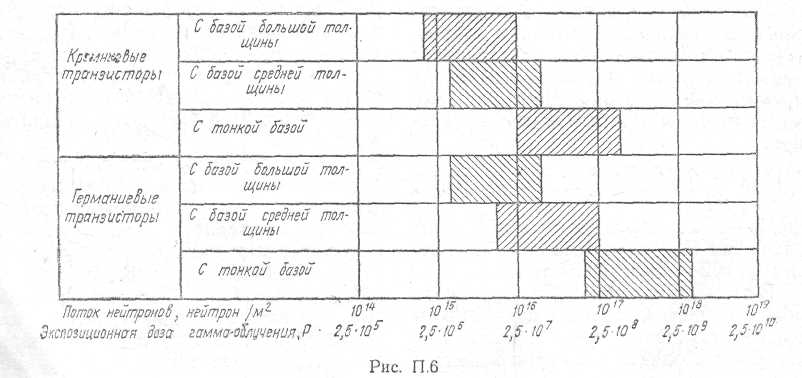 Кремниевые
транзисторы
С базой большой тол-
щины
С базой средней тол-
щины
С тонкой базой
Германиевые
транзисторы
С базой большой тол-
щины
С базой средней тол-
щины
С тонкой базой
Поток нейтронов, нейтрон/м² 10¹⁴ 10¹⁵ 10¹⁶ 10¹⁷ 10¹⁸ 10¹⁹
Экспозиционная доза гамма-облучения, Р · 2,5·10⁵ 2,5·10⁶ 2,5·10⁷ 2,5·10⁸ 2,5·10⁹ 2,5·10¹⁰
Рис. П.6